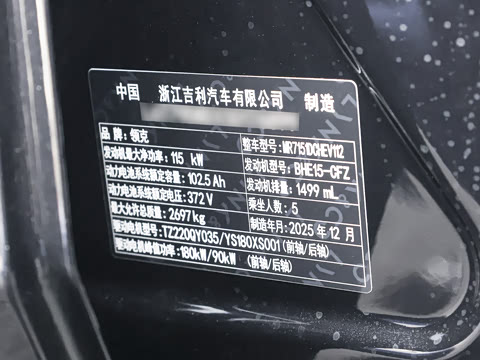 中国 浙江吉利汽车有限公司 制造
品牌：领克 整车型号：MR7151DCHEV112
发动机最大净功率：115 kW 发动机型号：BHE15-CFZ
动力电池系统额定容量：102.5Ah 发动机排量：1499 mL
动力电池系统额定电压：372 V 乘坐人数：5
最大允许总质量：2697kg 制造年月：2025 年 12 月
驱动电机型号：TZ220QY035/YS180XS001(前轴/后轴)
驱动电机峰值功率：180kW/90kW (前轴/后轴)